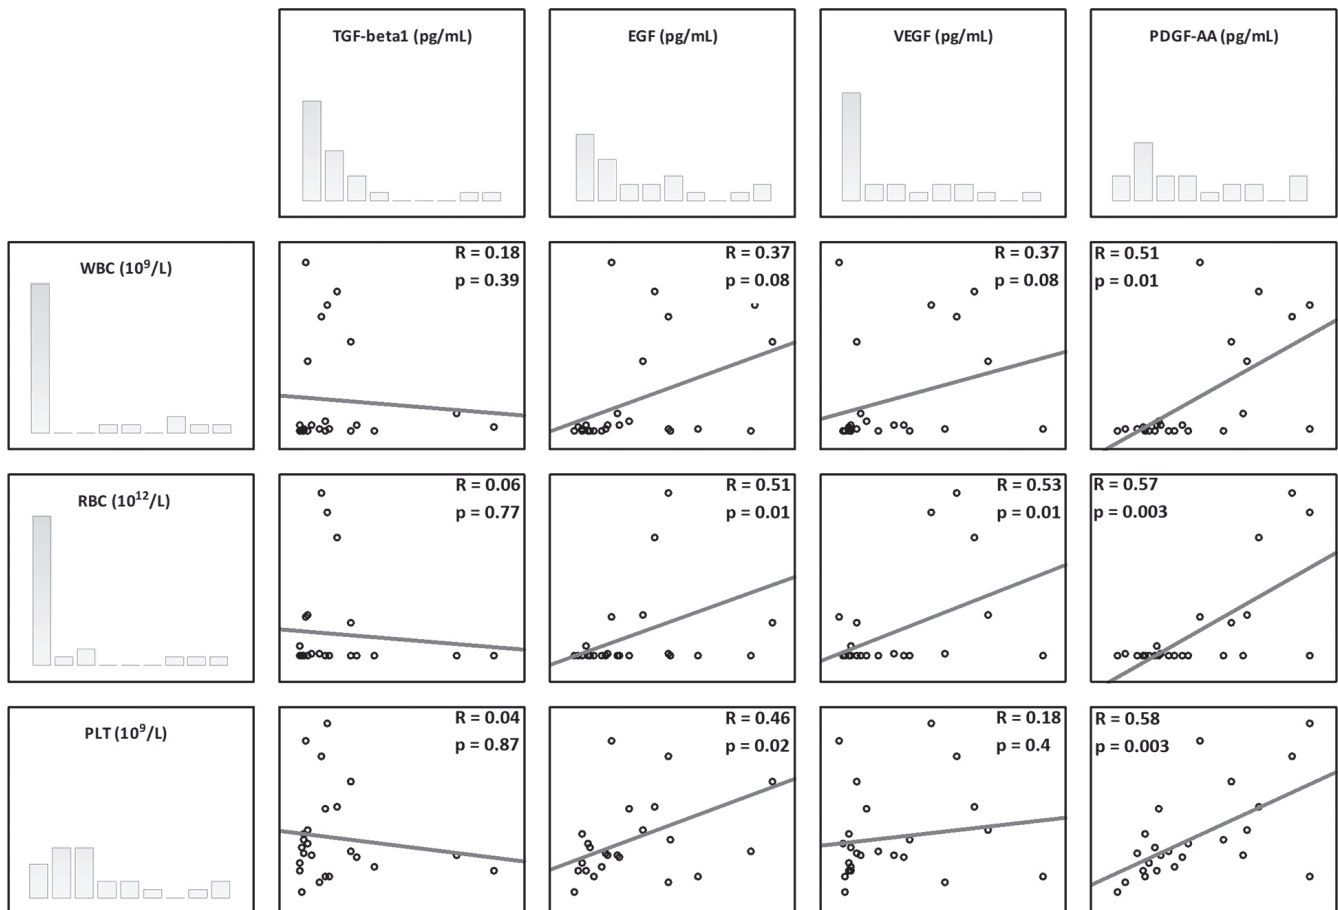 TGF-beta1 (pg/mL)
EGF (pg/mL)
VEGF (pg/mL)
PDGF-AA (pg/mL)
WBC (10⁹/L)
R = 0.18
p = 0.39
R = 0.37
p = 0.08
R = 0.37
p = 0.08
R = 0.51
p = 0.01
RBC (10¹²/L)
R = 0.06
p = 0.77
R = 0.51
p = 0.01
R = 0.53
p = 0.01
R = 0.57
p = 0.003
PLT (10⁹/L)
R = 0.04
p = 0.87
R = 0.46
p = 0.02
R = 0.18
p = 0.4
R = 0.58
p = 0.003